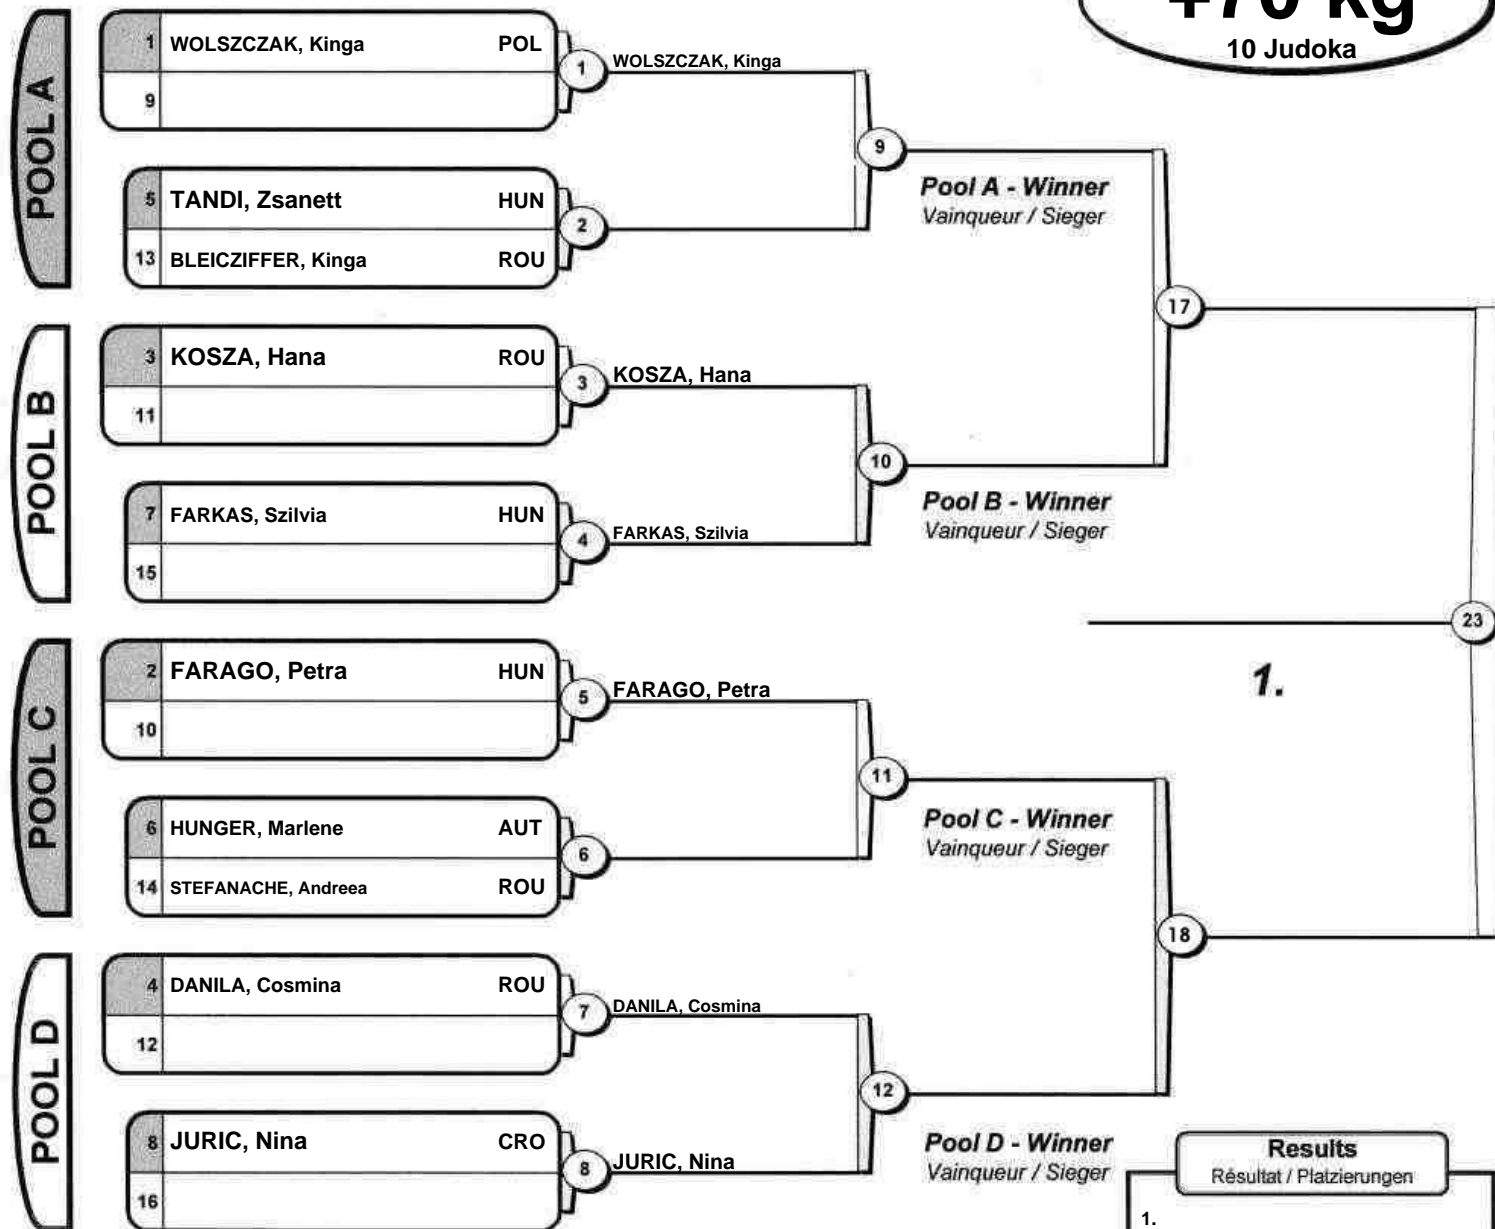 +70 kg
10 Judoka
POOL A
1 WOLSZCZAK, Kinga POL
9
1 WOLSZCZAK, Kinga
5 TANDI, Zsanett HUN
13 BLEICZIFFER, Kinga ROU
2
9
Pool A - Winner
Vainqueur / Sieger
17
POOL B
3 KOSZA, Hana ROU
11
3 KOSZA, Hana
7 FARKAS, Szilvia HUN
15
4 FARKAS, Szilvia
10
Pool B - Winner
Vainqueur / Sieger
23
1.
POOL C
2 FARAGO, Petra HUN
10
5 FARAGO, Petra
6 HUNGER, Marlene AUT
14 STEFANACHE, Andreea ROU
6
11
Pool C - Winner
Vainqueur / Sieger
18
POOL D
4 DANILA, Cosmina ROU
12
7 DANILA, Cosmina
8 JURIC, Nina CRO
16
8 JURIC, Nina
12
Pool D - Winner
Vainqueur / Sieger
Results
Résultat / Platzierungen
1.